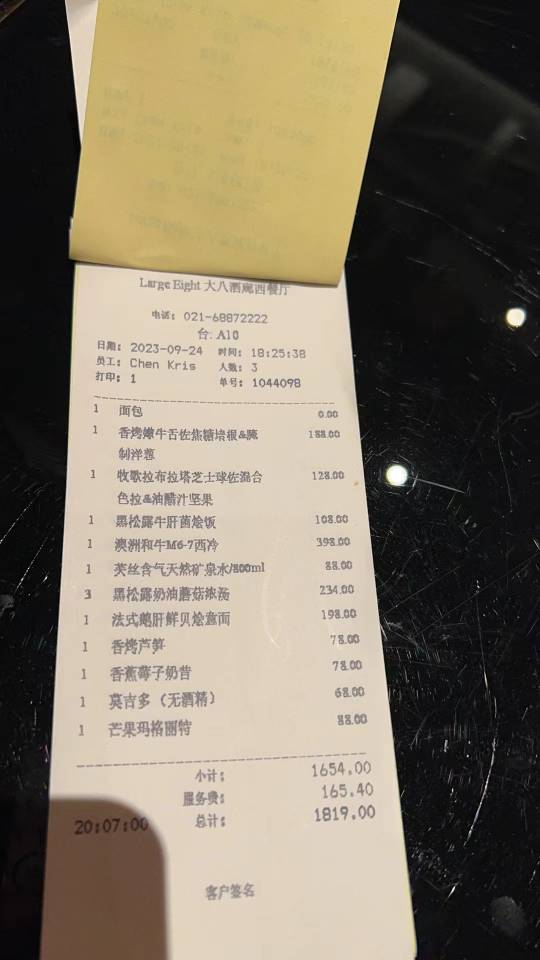 Large Eight 大八酒廊西餐厅
电话: 021-68872222
台: A10
日期: 2023-09-24 时间: 18:25:38
员工: Chen Kris 人数: 3
打印: 1 单号: 1044098
1 面包 0.00
1 香烤嫩牛舌佐焦糖培根&腌 188.00
制洋葱
1 牧歌拉布拉塔芝士球佐混合 128.00
色拉&油醋汁坚果
1 黑松露牛肝菌烩饭 108.00
1 澳洲和牛M6-7西冷 398.00
1 芙丝含气天然矿泉水/800ml 88.00
3 黑松露奶油蘑菇浓汤 234.00
1 法式鹅肝鲜贝烩意面 198.00
1 香烤芦笋 78.00
1 香蕉莓子奶昔 78.00
1 莫吉多（无酒精） 68.00
1 芒果玛格丽特 88.00
小计: 1654.00
服务费: 165.40
20:07:00 总计: 1819.00
客户签名